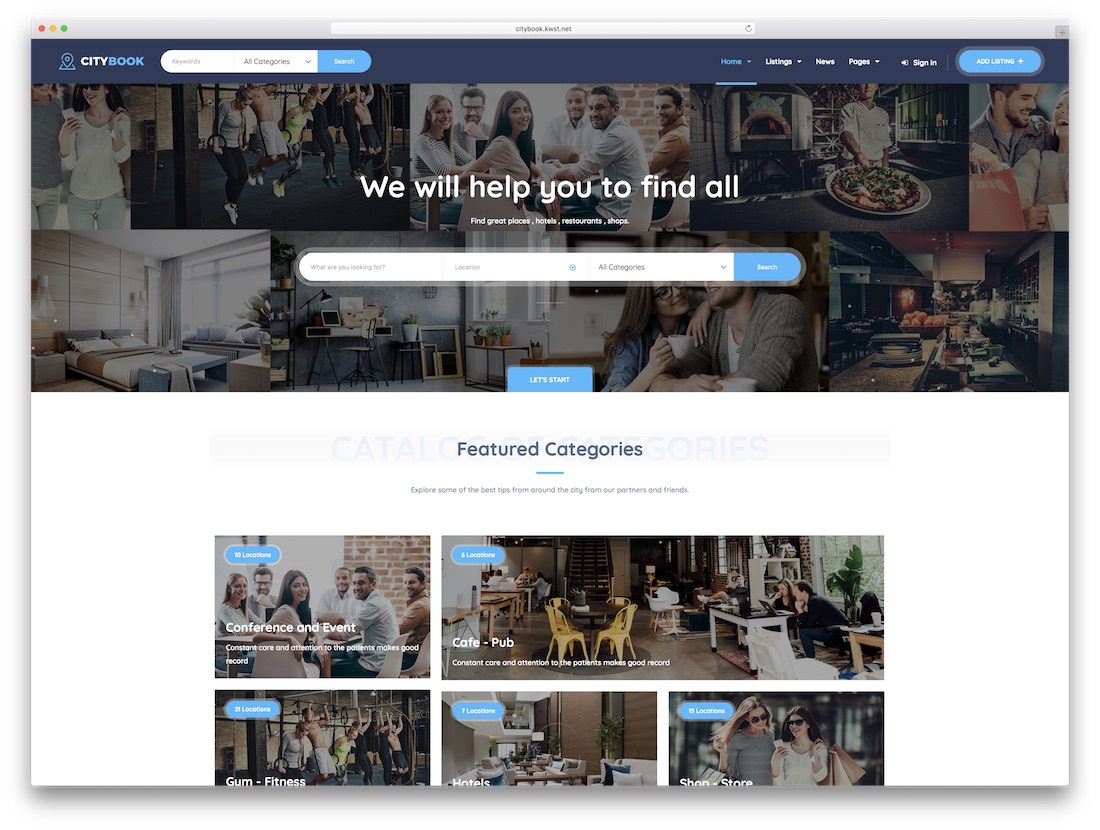 citybook.kwst.net
CITYBOOK
Keywords
All Categories
Search
Home
Listings
News
Pages
Sign In
ADD LISTING +
We will help you to find all
Find great places , hotels , restourants , shops.
What are you looking for?
Location
All Categories
Search
LET'S START
CATALOG OF CATEGORIES
Featured Categories
Explore some of the best tips from around the city from our partners and friends.
10 Locations
Conference and Event
Constant care and attention to the patients makes good
record
6 Locations
Cafe - Pub
Constant care and attention to the patients makes good record
21 Locations
Gum - Fitness
7 Locations
Hotels
15 Locations
Shop - Store